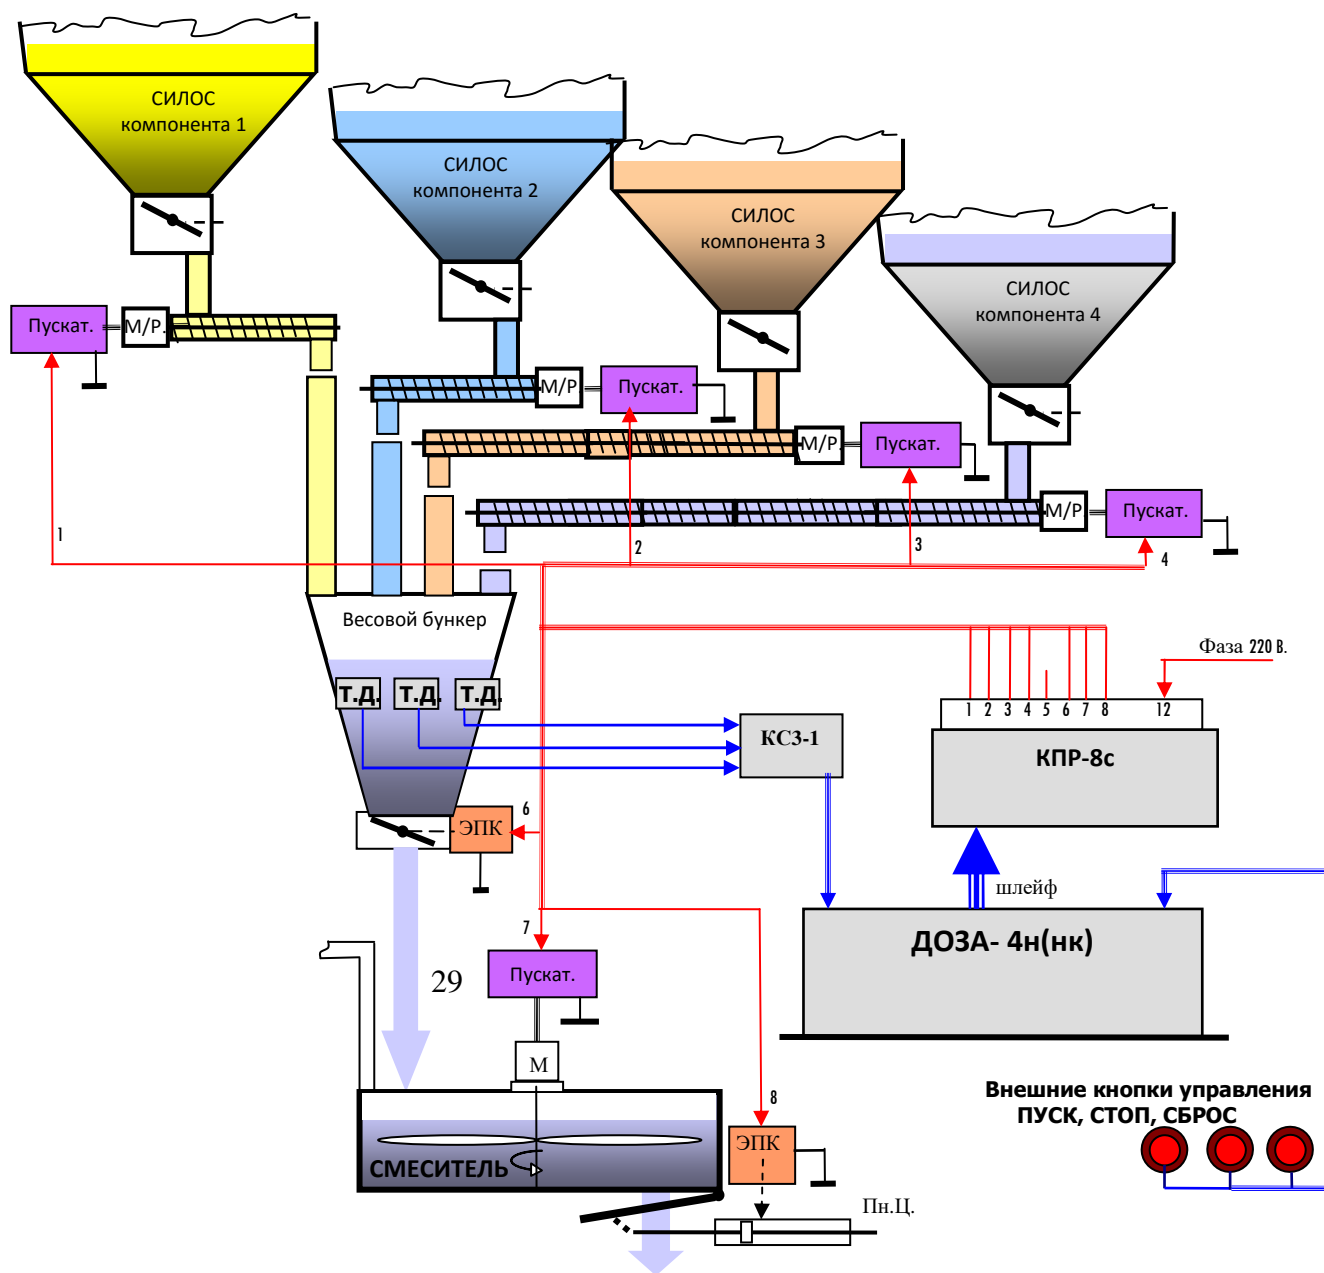 СИЛОС
компонента 1
СИЛОС
компонента 2
СИЛОС
компонента 3
СИЛОС
компонента 4
Пускат.
М/Р.
М/Р
Пускат.
М/Р
Пускат.
М/Р
Пускат.
1
2
3
4
Весовой бункер
Фаза 220 В.
Т.Д.
Т.Д.
Т.Д.
1 2 3 4 5 6 7 8 12
КС3-1
КПР-8с
6
ЭПК
шлейф
7
ДОЗА- 4н(нк)
29
Пускат.
М
8
Внешние кнопки управления
ПУСК, СТОП, СБРОС
ЭПК
СМЕСИТЕЛЬ
Пн.Ц.